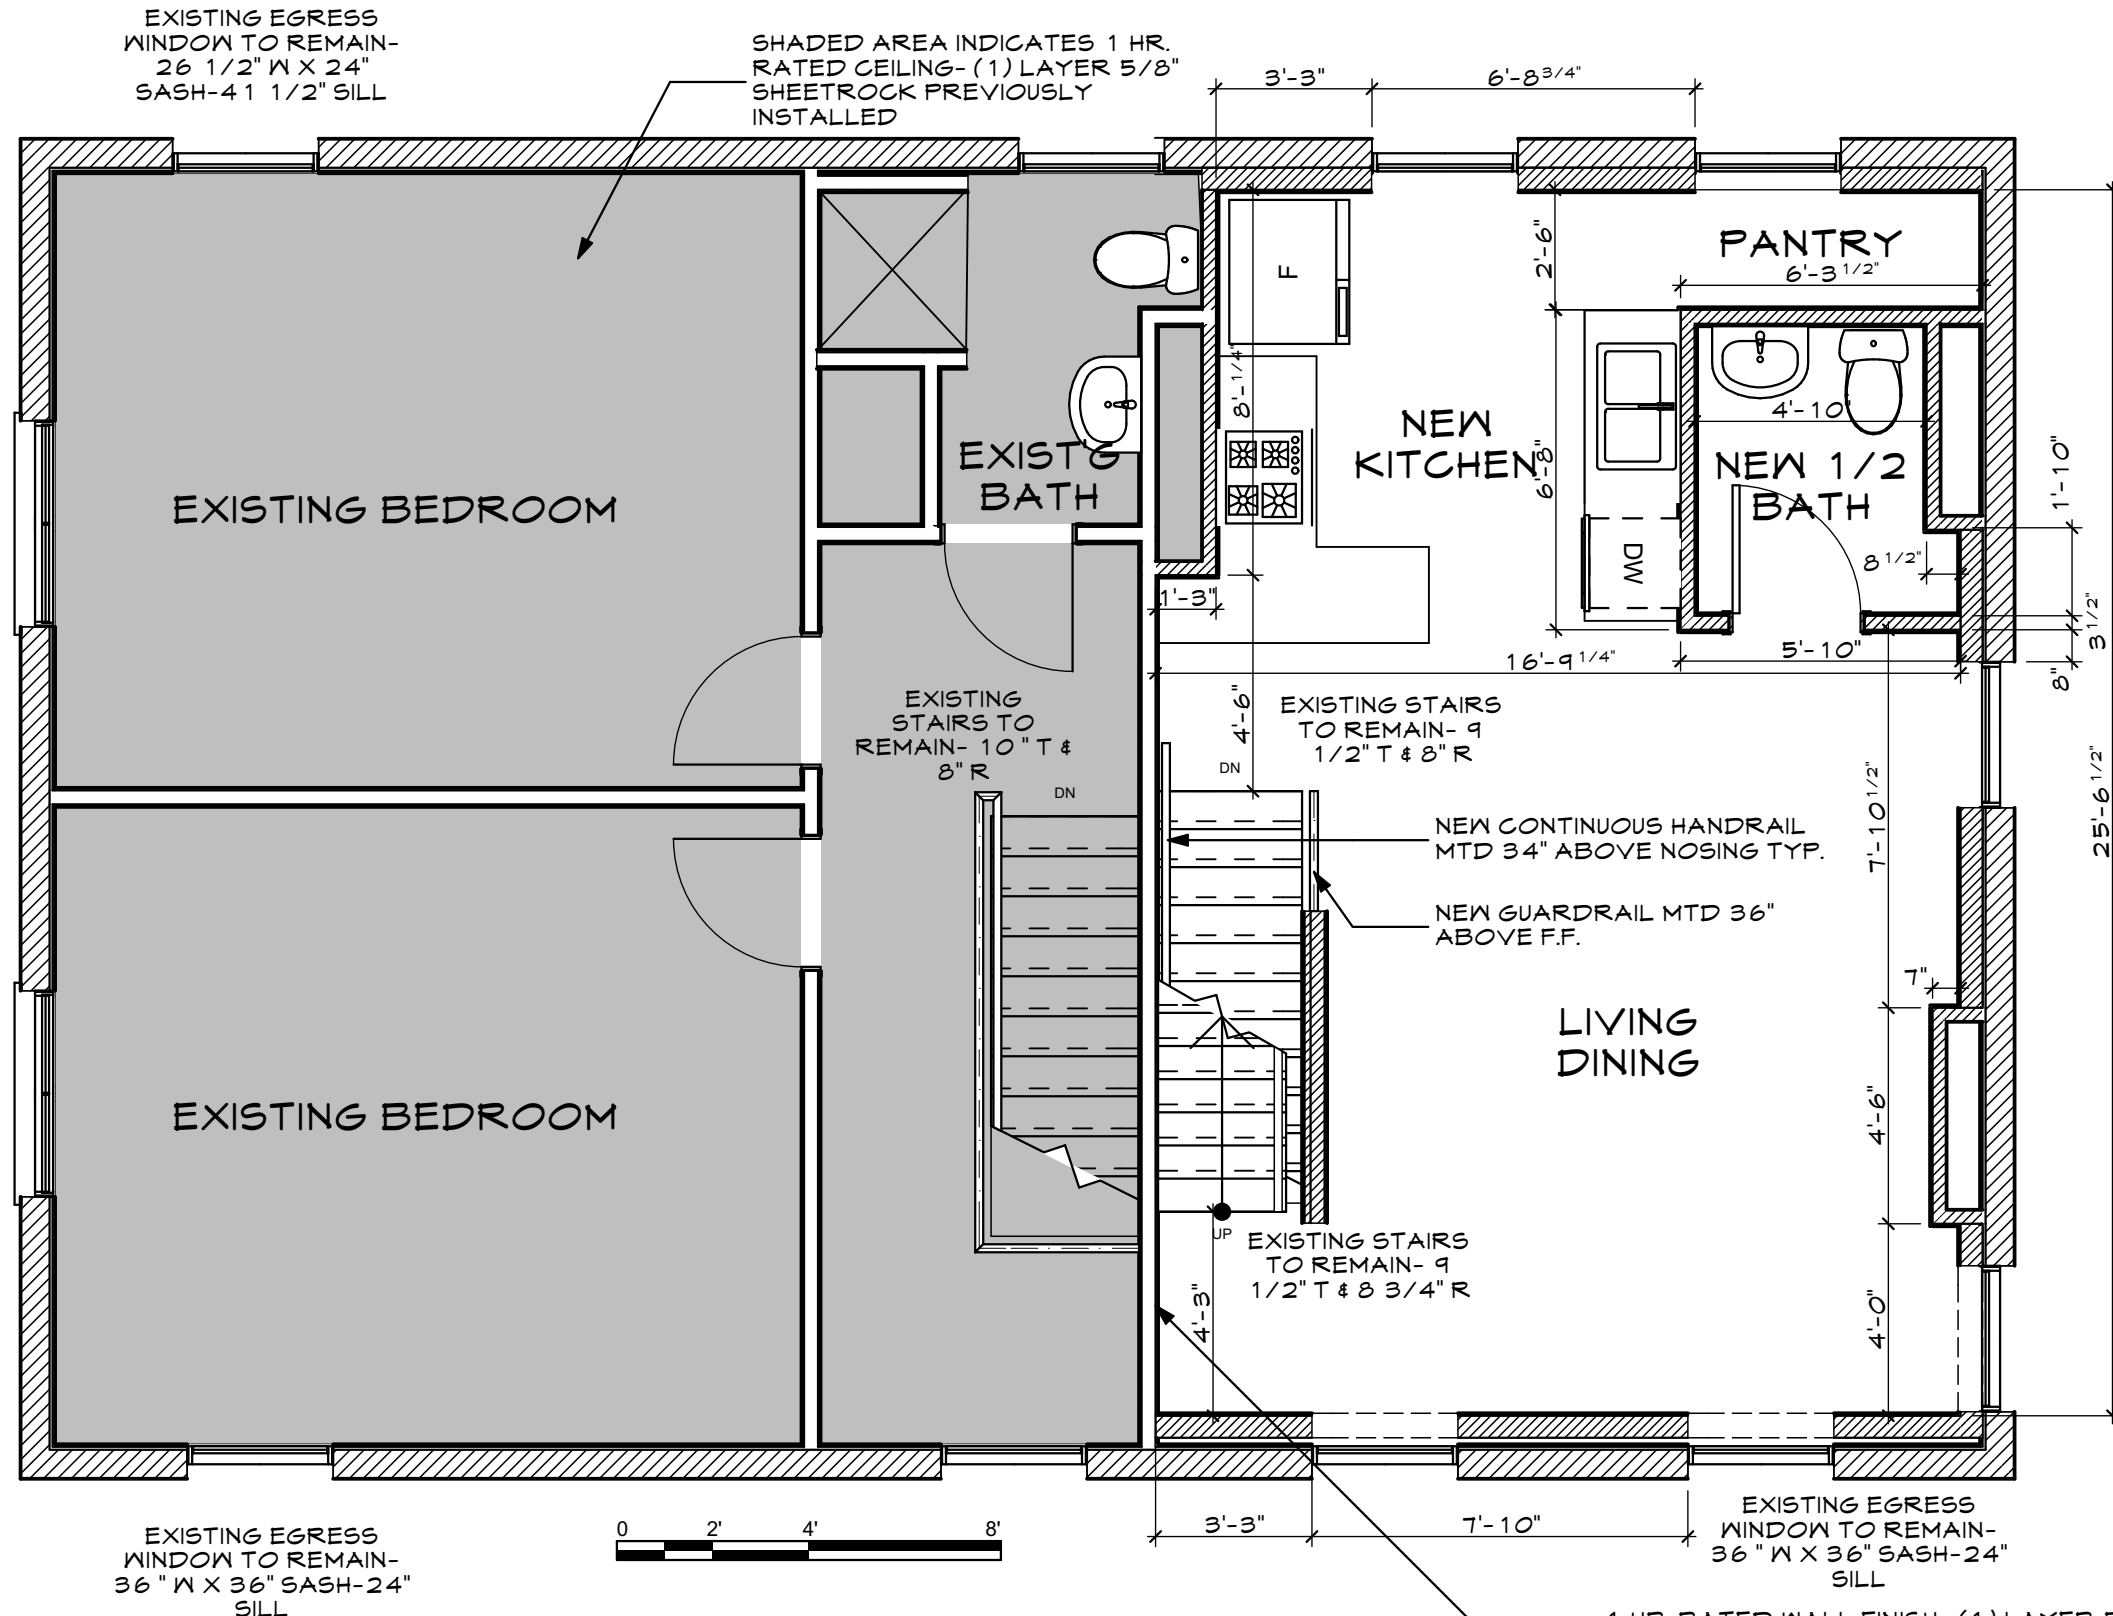 EXISTING EGRESS
WINDOW TO REMAIN-
26 1/2" W X 24"
SASH-41 1/2" SILL
SHADED AREA INDICATES 1 HR.
RATED CEILING- (1) LAYER 5/8"
SHEETROCK PREVIOUSLY
INSTALLED
3'-3"
6'-8 3/4"
PANTRY
6'-3 1/2"
2'-6"
F
8'-1/4"
NEW
KITCHEN
6'-8"
4'-10"
NEW 1/2
BATH
1'-10"
8 1/2"
3 1/2"
8"
DW
EXIST'G
BATH
EXISTING BEDROOM
1'-3"
5'-10"
16'-9 1/4"
4'-6"
EXISTING
STAIRS TO
REMAIN- 10 " T &
8" R
DN
EXISTING STAIRS
TO REMAIN- 9
1/2" T & 8" R
DN
7'-10 1/2"
25'-6 1/2"
NEW CONTINUOUS HANDRAIL
MTD 34" ABOVE NOSING TYP.
NEW GUARDRAIL MTD 36"
ABOVE F.F.
7"
LIVING
DINING
4'-6"
EXISTING BEDROOM
UP
EXISTING STAIRS
TO REMAIN- 9
1/2" T & 8 3/4" R
4'-3"
4'-0"
3'-3"
7'-10"
0 2' 4' 8'
EXISTING EGRESS
WINDOW TO REMAIN-
36 " W X 36" SASH-24"
SILL
EXISTING EGRESS
WINDOW TO REMAIN-
36 " W X 36" SASH-24"
SILL
1 HR. RATED WALL FINISH- (1) LAYER